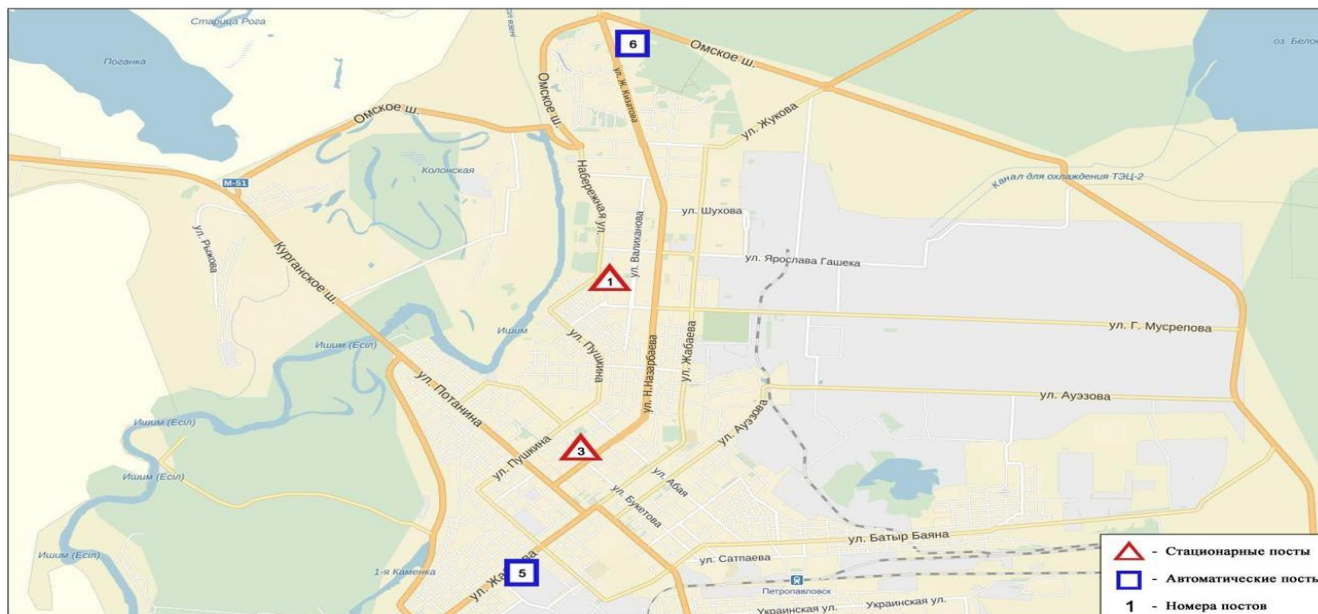 Старица Рога
Поганка
6
Омское ш.
оз. Белое
Омское ш.
ул. Ж. Кизатова
Омское ш.
ул. Жукова
Колонская
М-51
Канал для охлаждения ТЭЦ-2
Набережная ул.
ул. Шухова
ул. Рыжова
ул. Валиханова
Курганское ш.
ул. Ярослава Гашека
1
Ишим
ул. Г. Мусрепова
Ишим (Есіл)
ул. Пушкина
ул. Жабаева
ул. Н.Назарбаева
ул. Потанина
ул. Ауэзова
Ишим (Есіл)
ул. Ауэзова
ул. Пушкина
3
Ишим (Есіл)
ул. Абая
ул. Букетова
ул. Батыр Баяна
Ишим (Есіл)
ул. Сатпаева
1-я Каменка
5
Петропавловск
Украинская ул.
Украинская ул.
- Стационарные посты
- Автоматические посты
1 - Номера постов